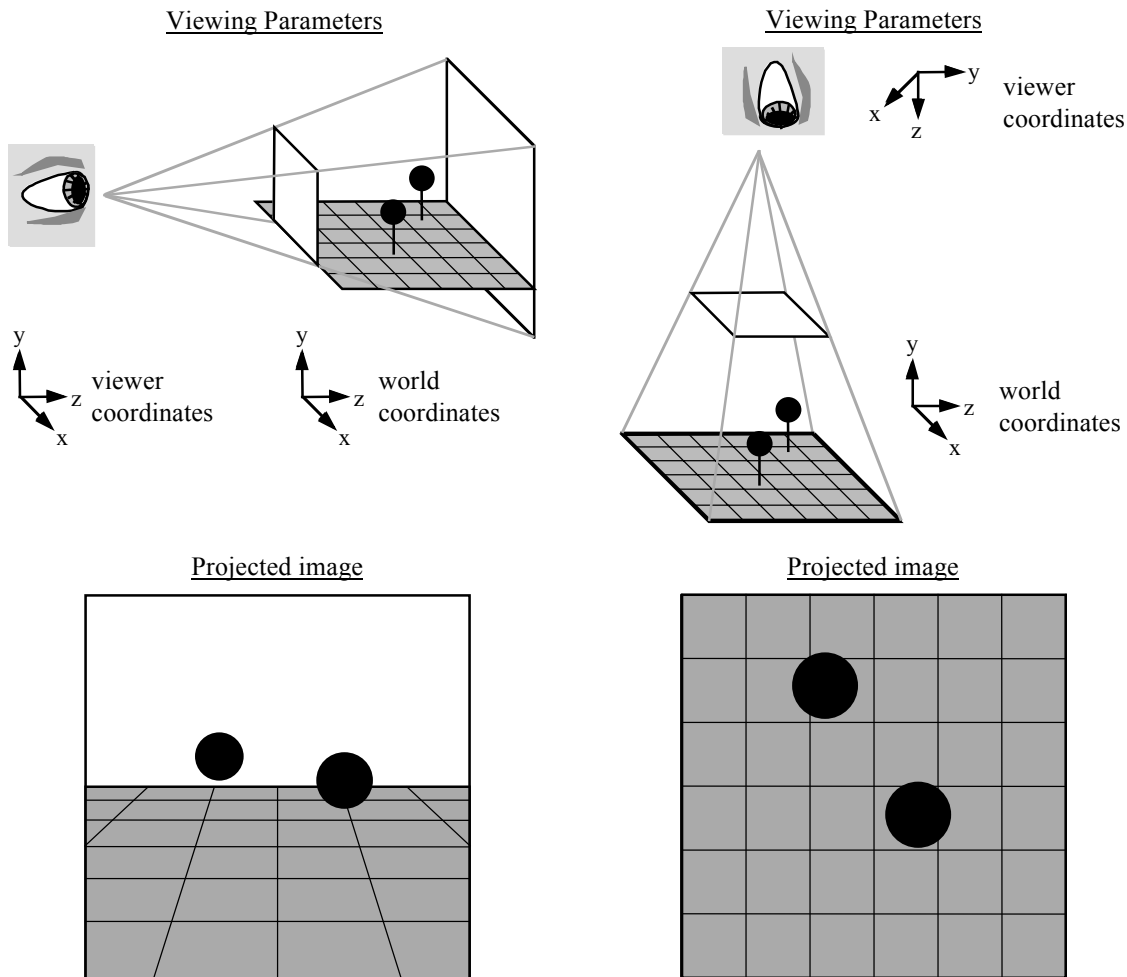 Viewing Parameters
y
z
x
viewer
coordinates
y
z
x
world
coordinates
Projected image
Viewing Parameters
y
x
z
viewer
coordinates
y
z
x
world
coordinates
Projected image